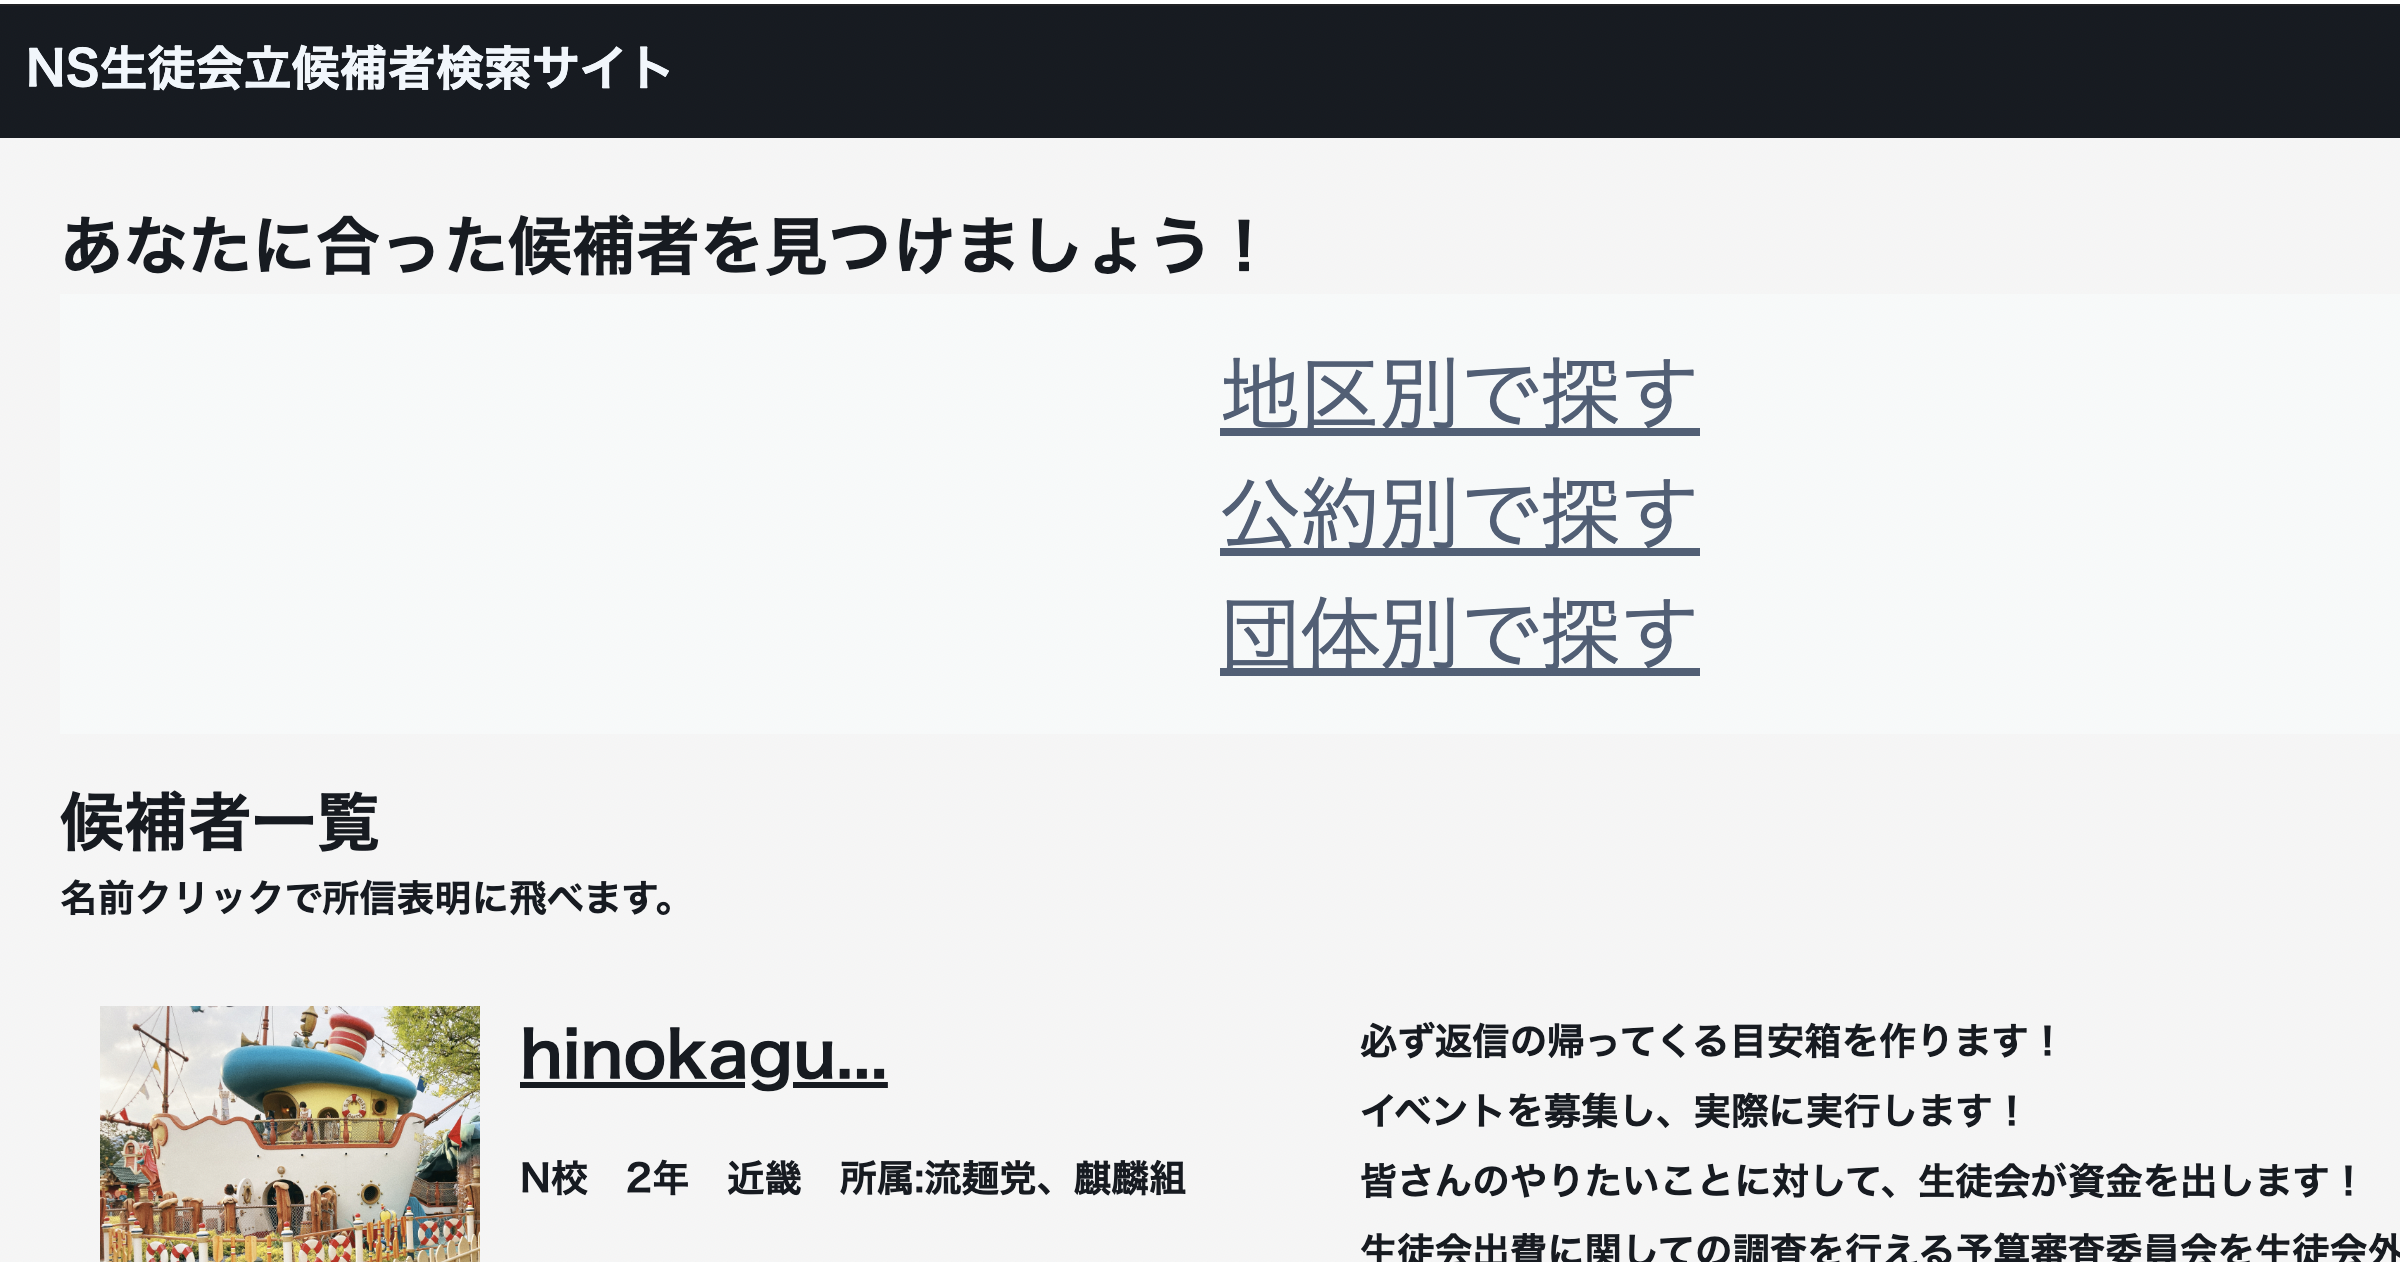 NS生徒会立候補者検索サイト
あなたに合った候補者を見つけましょう！
地区別で探す
公約別で探す
団体別で探す
候補者一覧
名前クリックで所信表明に飛べます。
hinokagu...
N校　2年　近畿　所属:流麺党、麒麟組
必ず返信の帰ってくる目安箱を作ります！
イベントを募集し、実際に実行します！
皆さんのやりたいことに対して、生徒会が資金を出します！
生徒会出費に関しての調査を行える予算審査委員会を生徒会外